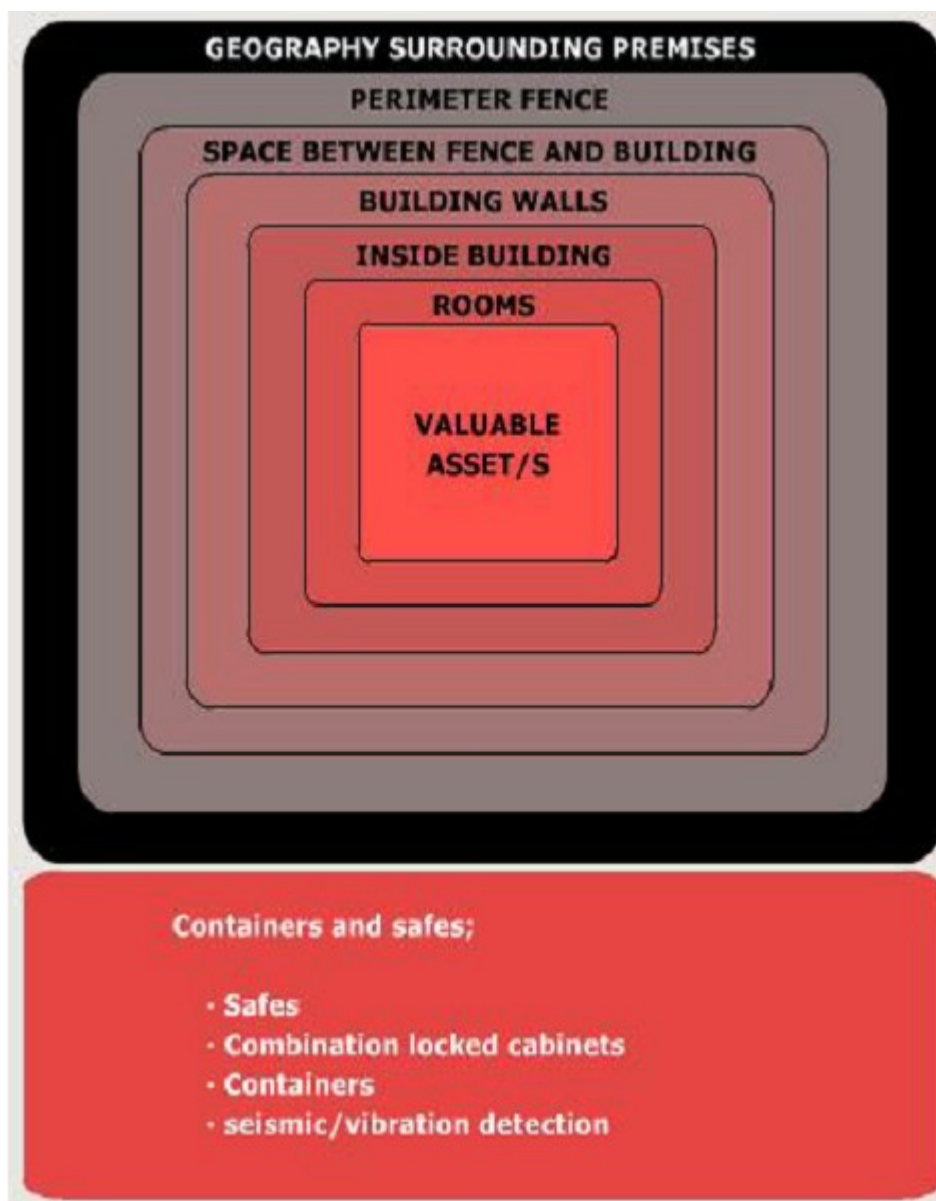 GEOGRAPHY SURROUNDING PREMISES
PERIMETER FENCE
SPACE BETWEEN FENCE AND BUILDING
BUILDING WALLS
INSIDE BUILDING
ROOMS
VALUABLE
ASSET/S
Containers and safes;
· Safes
· Combination locked cabinets
· Containers
· seismic/vibration detection